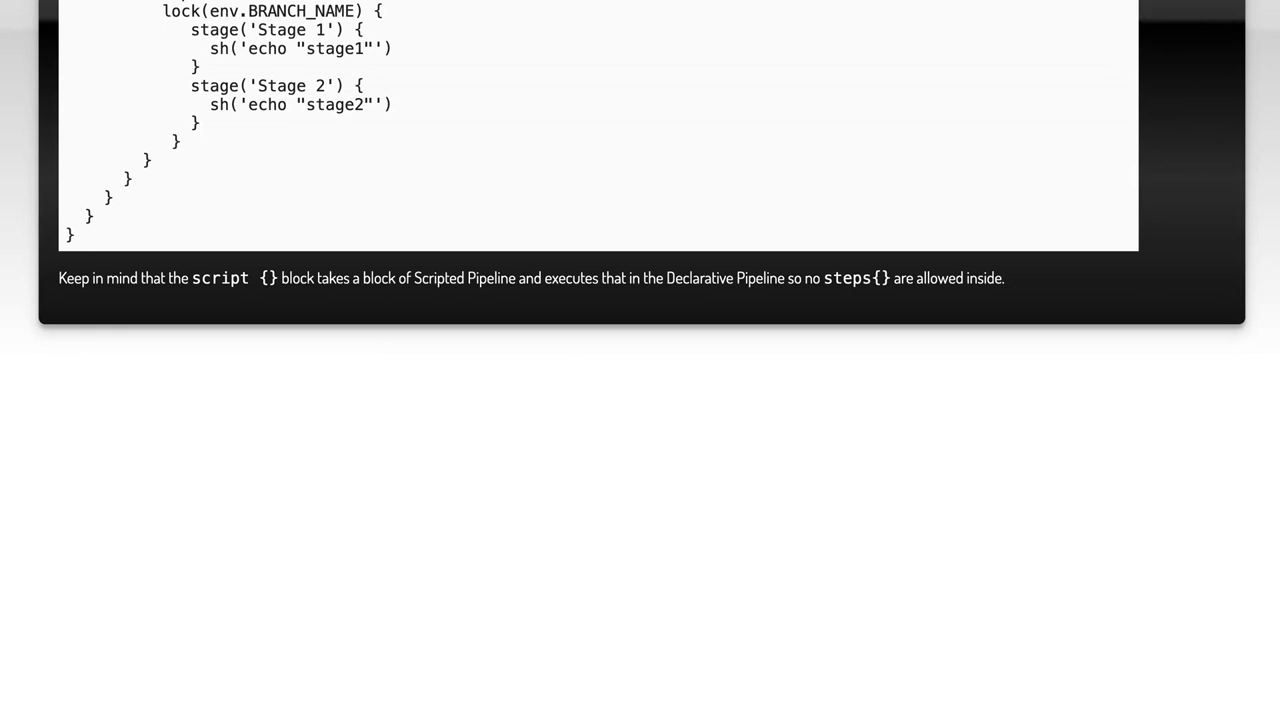 lock(env.BRANCH_NAME) {
stage('Stage 1') {
sh('echo "stage1"')
}
stage('Stage 2') {
sh('echo "stage2"')
}
}
}
}
}
}
}
Keep in mind that the script {} block takes a block of Scripted Pipeline and executes that in the Declarative Pipeline so no steps{} are allowed inside.